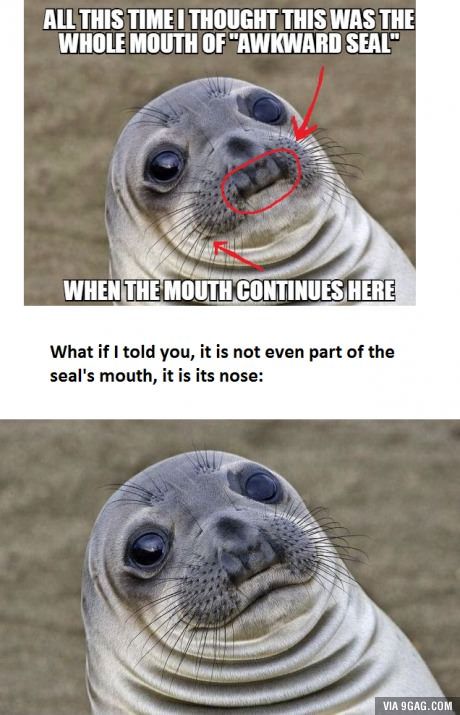 ALL THIS TIME I THOUGHT THIS WAS THE
WHOLE MOUTH OF "AWKWARD SEAL"
WHEN THE MOUTH CONTINUES HERE
What if I told you, it is not even part of the
seal's mouth, it is its nose:
VIA 9GAG.COM